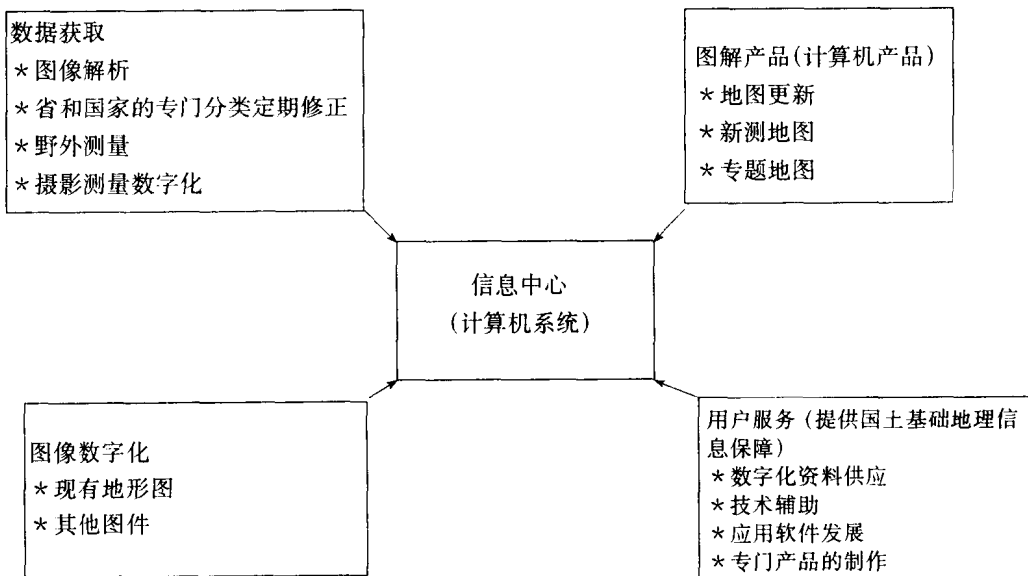 数据获取
*图像解析
*省和国家的专门分类定期修正
*野外测量
*摄影测量数字化
图解产品(计算机产品)
*地图更新
*新测地图
*专题地图
信息中心
(计算机系统)
图像数字化
*现有地形图
*其他图件
用户服务(提供国土基础地理信
息保障)
*数字化资料供应
*技术辅助
*应用软件发展
*专门产品的制作